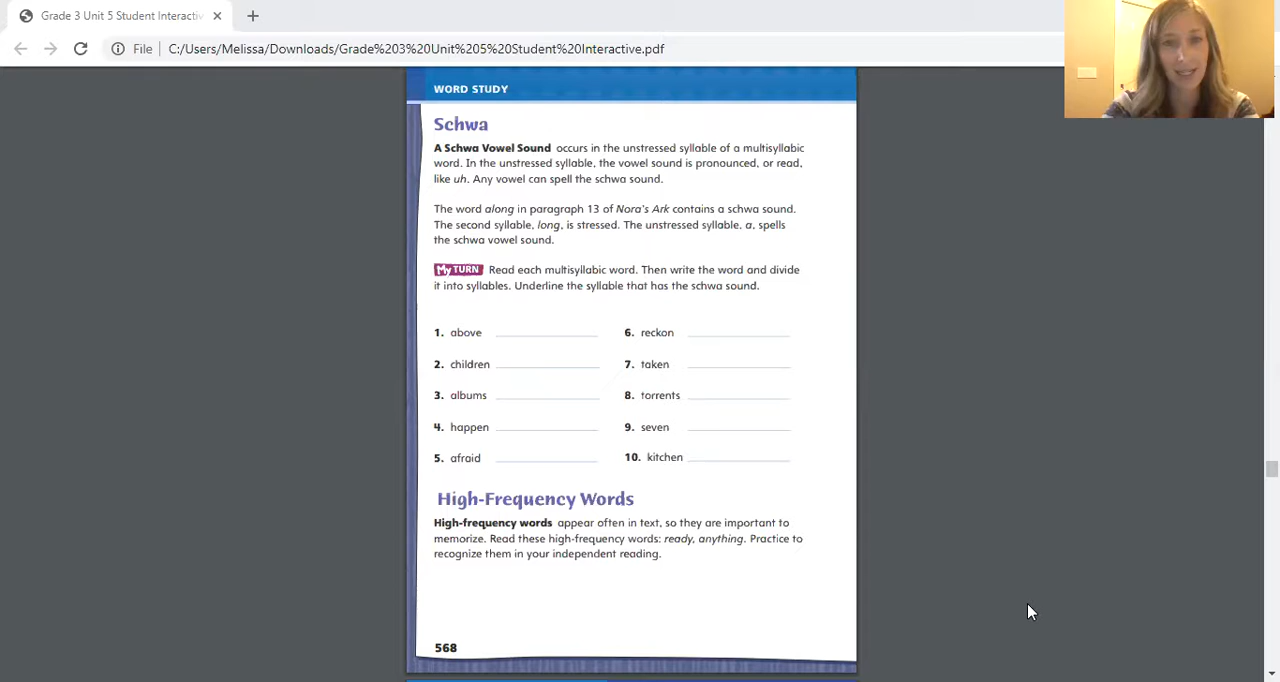 Grade 3 Unit 5 Student Interactiv
File C:/Users/Melissa/Downloads/Grade%203%20Unit%205%20Student%20Interactive.pdf
WORD STUDY
Schwa
A Schwa Vowel Sound occurs in the unstressed syllable of a multisyllabic
word. In the unstressed syllable, the vowel sound is pronounced, or read,
like uh. Any vowel can spell the schwa sound.
The word along in paragraph 13 of Nora's Ark contains a schwa sound.
The second syllable, long, is stressed. The unstressed syllable, a, spells
the schwa vowel sound.
My TURN Read each multisyllabic word. Then write the word and divide
it into syllables. Underline the syllable that has the schwa sound.
1. above
2. children
3. albums
4. happen
5. afraid
6. reckon
7. taken
8. torrents
9. seven
10. kitchen
High-Frequency Words
High-frequency words appear often in text, so they are important to
memorize. Read these high-frequency words: ready, anything. Practice to
recognize them in your independent reading.
568